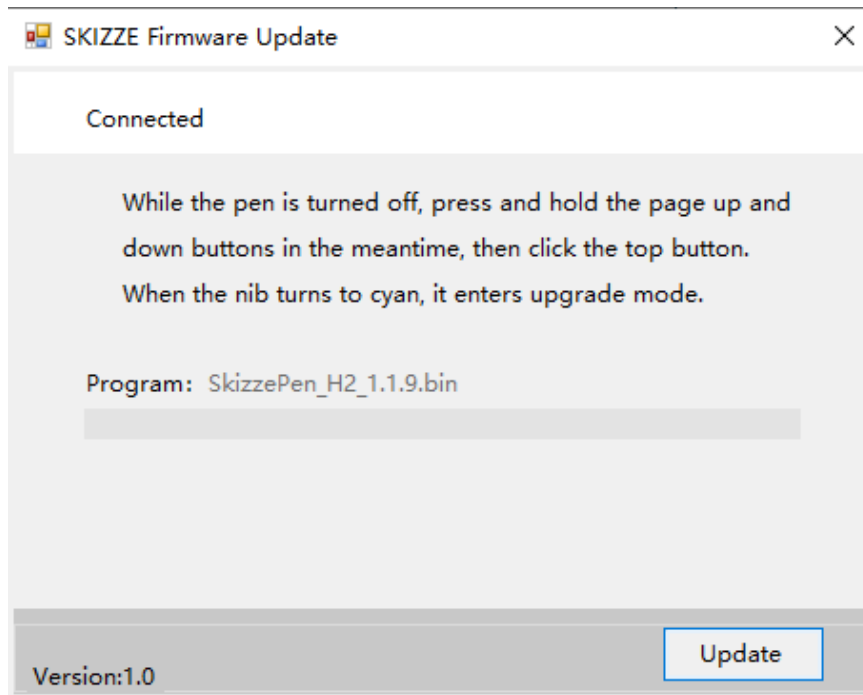 SKIZZE Firmware Update
Connected
While the pen is turned off, press and hold the page up and
down buttons in the meantime, then click the top button.
When the nib turns to cyan, it enters upgrade mode.
Program: SkizzePen_H2_1.1.9.bin
Update
Version:1.0